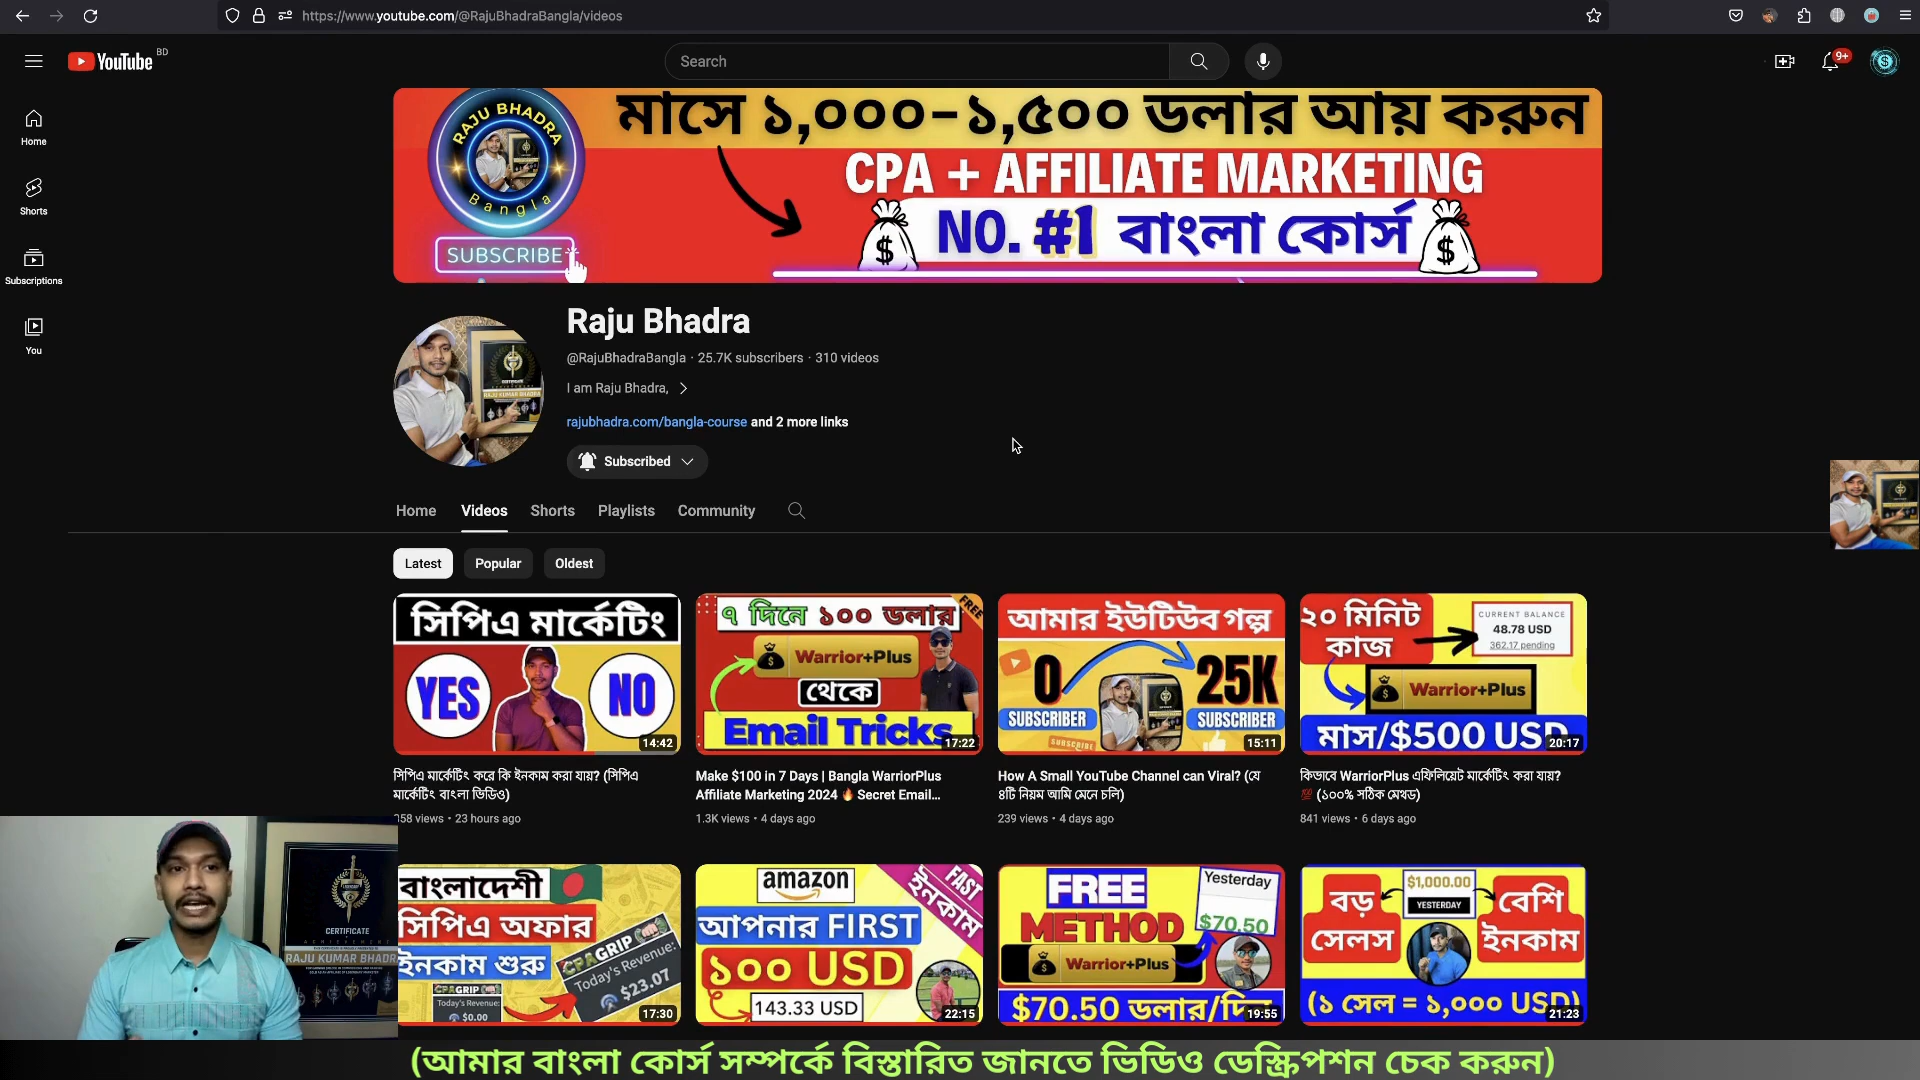 https://www.youtube.com/@RajuBhadraBangla/videos
YouTube BD
Search
9+
Home
Shorts
Subscriptions
You
RAJU BHADRA
Bangla
SUBSCRIBE
মাসে ১,০০০-১,৫০০ ডলার আয় করুন
CPA + AFFILIATE MARKETING
NO. #1 বাংলা কোর্স
Raju Bhadra
@RajuBhadraBangla · 25.7K subscribers · 310 videos
I am Raju Bhadra,
rajubhadra.com/bangla-course and 2 more links
Subscribed
Home Videos Shorts Playlists Community
Latest Popular Oldest
সিপিএ মার্কেটিং
YES
NO
14:42
সিপিএ মার্কেটিং করে কি ইনকাম করা যায়? (সিপিএ
মার্কেটিং বাংলা ভিডিও)
958 views • 23 hours ago
৭ দিনে ১০০ ডলার
FREE
Warrior+Plus
থেকে
Email Tricks
17:22
Make $100 in 7 Days | Bangla WarriorPlus
Affiliate Marketing 2024 🔥 Secret Email...
1.3K views • 4 days ago
আমার ইউটিউব গল্প
0
25K
SUBSCRIBER
SUBSCRIBER
SUBSCRIBE
15:11
How A Small YouTube Channel can Viral? (যে
৪টি নিয়ম আমি মেনে চলি)
239 views • 4 days ago
২০ মিনিট
কাজ
CURRENT BALANCE
48.78 USD
362.17 pending
Warrior+Plus
মাস/$500 USD
20:17
কিভাবে WarriorPlus এফিলিয়েট মার্কেটিং করা যায়?
💯 (১০০% সঠিক মেথড)
841 views • 6 days ago
বাংলাদেশী
সিপিএ অফার
ইনকাম শুরু
CPAGRIP
Today's Revenue:
$0.00
CPAGRIP
Today's Revenue:
$23.07
17:30
amazon
FAST
ইনকাম
আপনার FIRST
১০০ USD
143.33 USD
22:15
FREE
METHOD
Yesterday
$70.50
Warrior+Plus
$70.50 ডলার/দিন
19:55
বড়
সেলস
$1,000.00
YESTERDAY
বেশি
ইনকাম
(১ সেল = ১,০০০ USD)
21:23
CERTIFICATE
RAJU KUMAR BHADR
(আমার বাংলা কোর্স সম্পর্কে বিস্তারিত জানতে ভিডিও ডেস্ক্রিপশন চেক করুন)